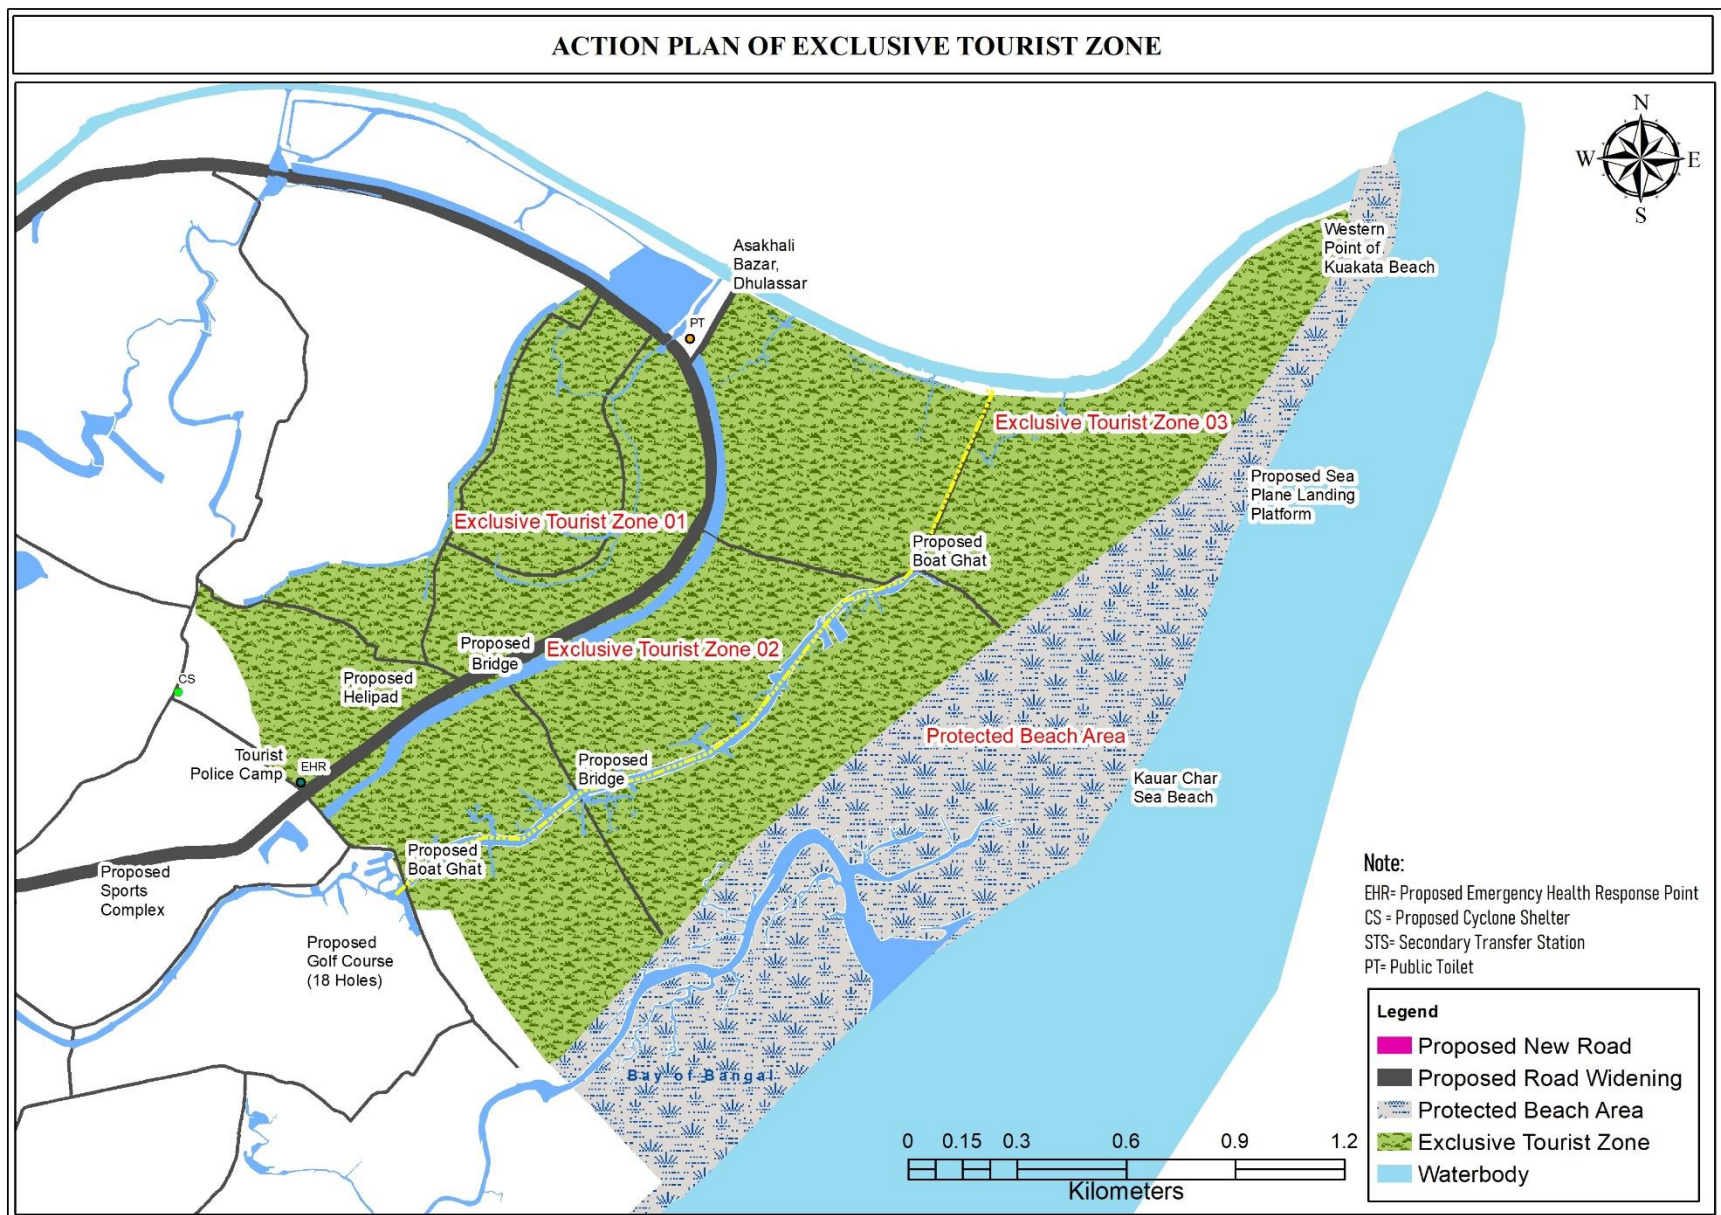 ACTION PLAN OF EXCLUSIVE TOURIST ZONE
N
W
E
S
Asakhali
Bazar,
Dhulassar
PT
Western
Point of
Kuakata Beach
Exclusive Tourist Zone 03
Proposed Sea
Plane Landing
Platform
Exclusive Tourist Zone 01
Proposed
Boat Ghat
Proposed
Bridge
Exclusive Tourist Zone 02
CS
Proposed
Helipad
Protected Beach Area
Tourist
Police Camp
EHR
Proposed
Bridge
Kauar Char
Sea Beach
Proposed
Boat Ghat
Proposed
Sports
Complex
Proposed
Golf Course
(18 Holes)
Bay of Bangal
Note:
EHR= Proposed Emergency Health Response Point
CS = Proposed Cyclone Shelter
STS= Secondary Transfer Station
PT= Public Toilet
Legend
Proposed New Road
Proposed Road Widening
Protected Beach Area
Exclusive Tourist Zone
Waterbody
0 0.15 0.3 0.6 0.9 1.2
Kilometers